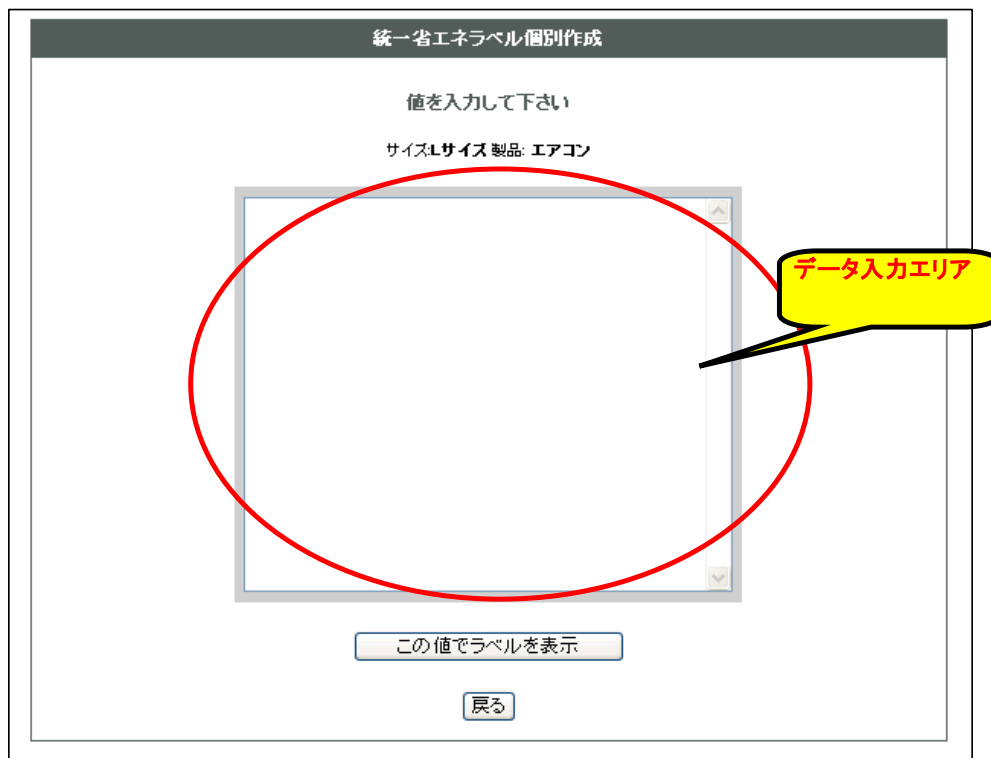 統一省エネラベル個別作成
値を入力して下さい
サイズ:Lサイズ 製品: エアコン
データ入力エリア
この値でラベルを表示
戻る